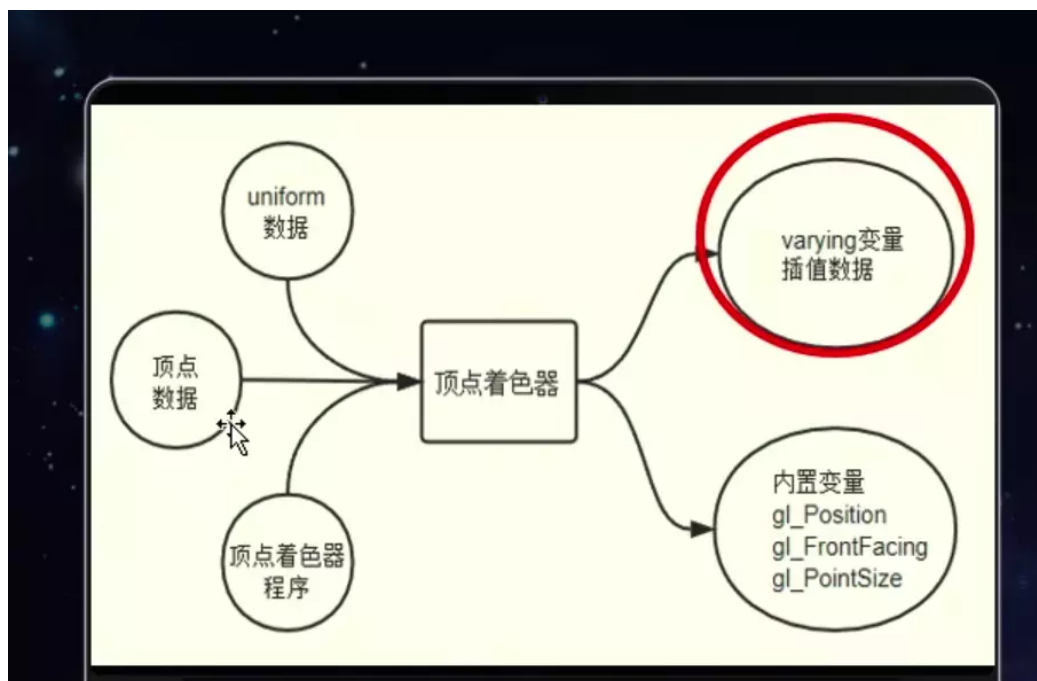 uniform
数据
顶点
数据
顶点着色器
程序
顶点着色器
varying变量
插值数据
内置变量
gl_Position
gl_FrontFacing
gl_PointSize